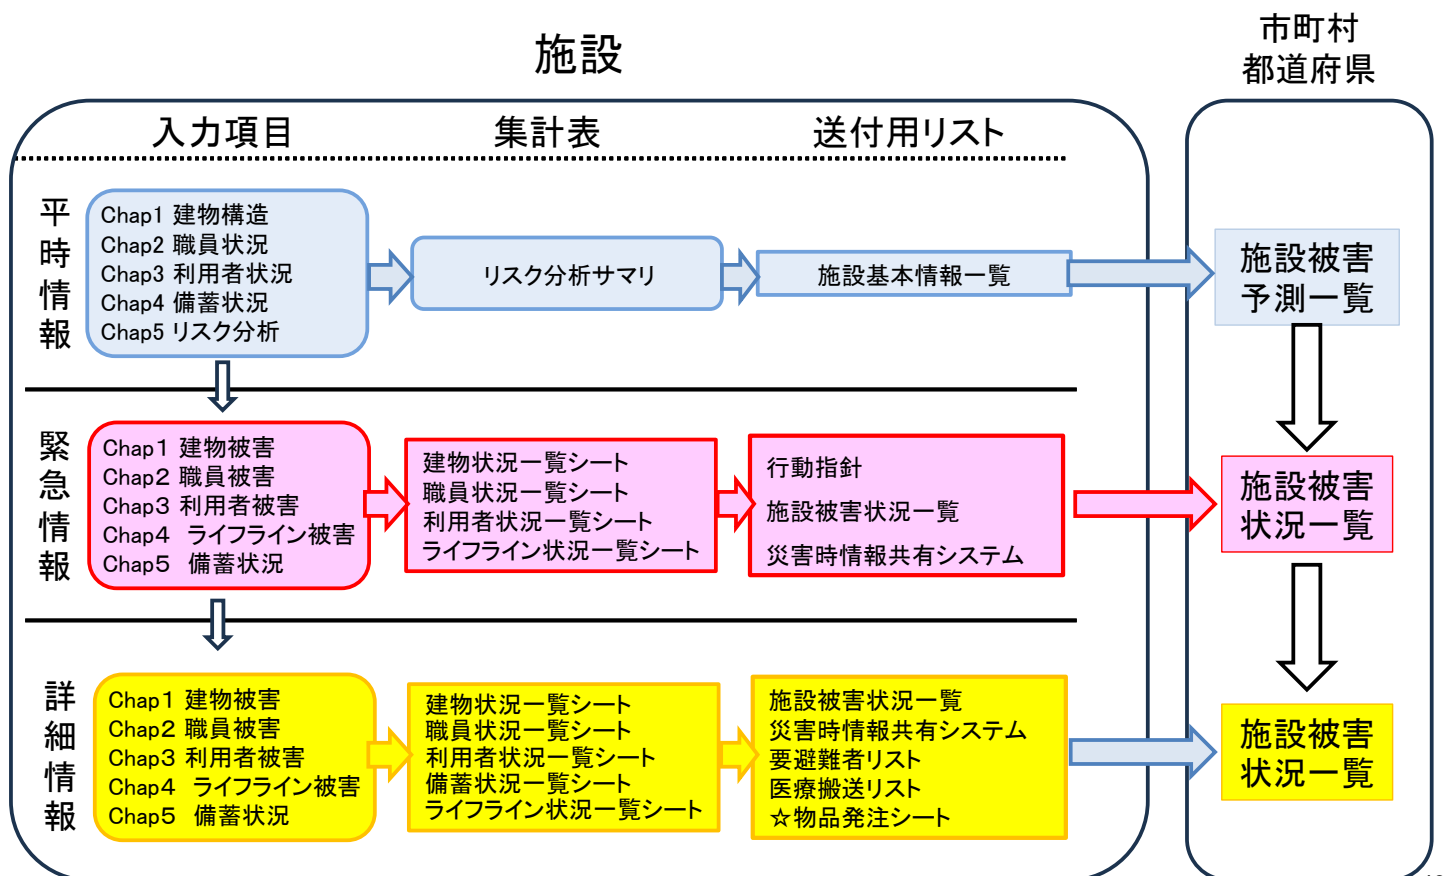 施設
市町村
都道府県
入力項目
集計表
送付用リスト
平時情報
Chap1 建物構造
Chap2 職員状況
Chap3 利用者状況
Chap4 備蓄状況
Chap5 リスク分析
リスク分析サマリ
施設基本情報一覧
施設被害
予測一覧
緊急情報
Chap1 建物被害
Chap2 職員被害
Chap3 利用者被害
Chap4 ライフライン被害
Chap5 備蓄状況
建物状況一覧シート
職員状況一覧シート
利用者状況一覧シート
ライフライン状況一覧シート
行動指針
施設被害状況一覧
災害時情報共有システム
施設被害
状況一覧
詳細情報
Chap1 建物被害
Chap2 職員被害
Chap3 利用者被害
Chap4 ライフライン被害
Chap5 備蓄状況
建物状況一覧シート
職員状況一覧シート
利用者状況一覧シート
備蓄状況一覧シート
ライフライン状況一覧シート
施設被害状況一覧
災害時情報共有システム
要避難者リスト
医療搬送リスト
☆物品発注シート
施設被害
状況一覧